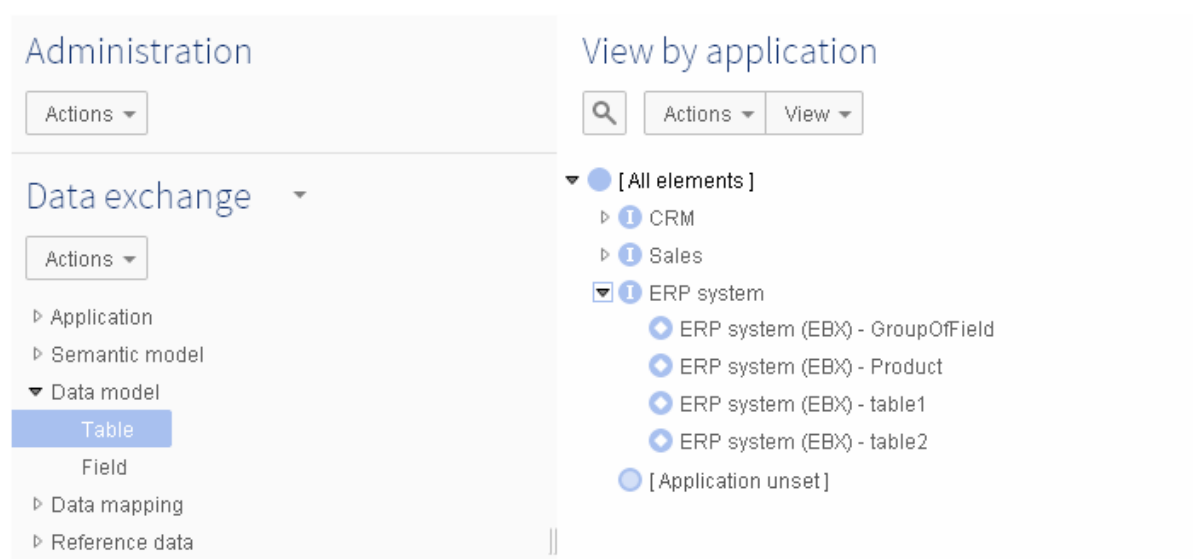 Administration
Actions
Data exchange
Actions
Application
Semantic model
Data model
Table
Field
Data mapping
Reference data
View by application
Actions View
[ All elements ]
CRM
Sales
ERP system
ERP system (EBX) - GroupOfField
ERP system (EBX) - Product
ERP system (EBX) - table1
ERP system (EBX) - table2
[ Application unset ]